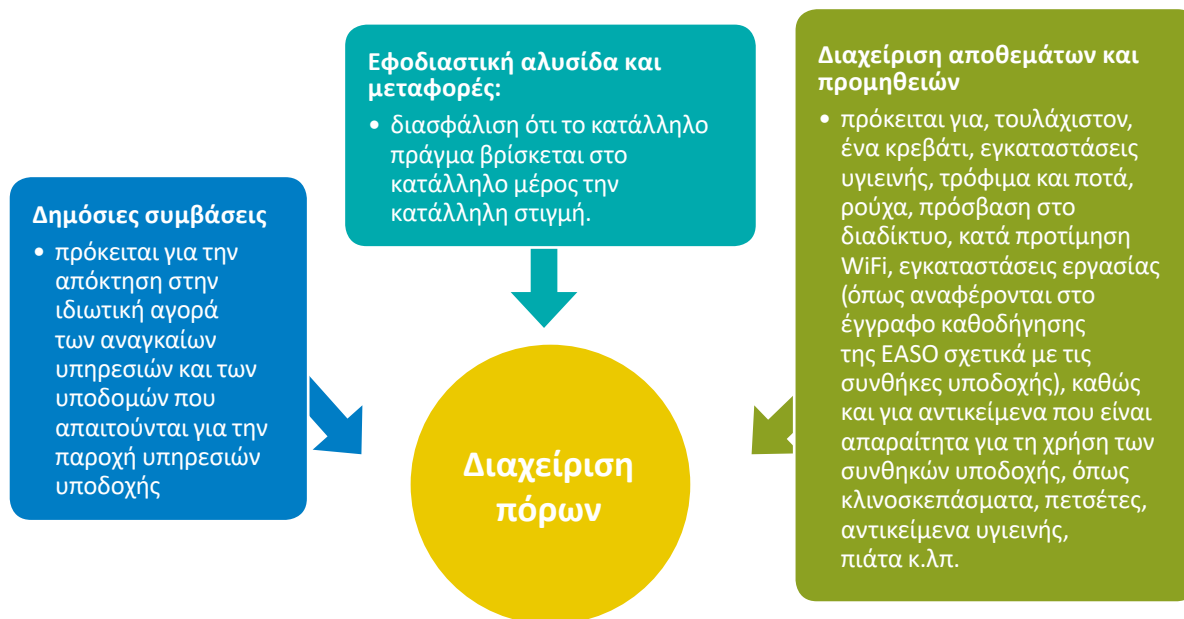 Δημόσιες συμβάσεις
• πρόκειται για την
απόκτηση στην
ιδιωτική αγορά
των αναγκαίων
υπηρεσιών και των
υποδομών που
απαιτούνται για την
παροχή υπηρεσιών
υποδοχής
Εφοδιαστική αλυσίδα και
μεταφορές:
• διασφάλιση ότι το κατάλληλο
πράγμα βρίσκεται στο
κατάλληλο μέρος την
κατάλληλη στιγμή.
Διαχείριση αποθεμάτων και
προμηθειών
• πρόκειται για, τουλάχιστον,
ένα κρεβάτι, εγκαταστάσεις
υγιεινής, τρόφιμα και ποτά,
ρούχα, πρόσβαση στο
διαδίκτυο, κατά προτίμηση
WiFi, εγκαταστάσεις εργασίας
(όπως αναφέρονται στο
έγγραφο καθοδήγησης
της EASO σχετικά με τις
συνθήκες υποδοχής), καθώς
και για αντικείμενα που είναι
απαραίτητα για τη χρήση των
συνθηκών υποδοχής, όπως
κλινοσκεπάσματα, πετσέτες,
αντικείμενα υγιεινής,
πιάτα κ.λπ.
Διαχείριση
πόρων